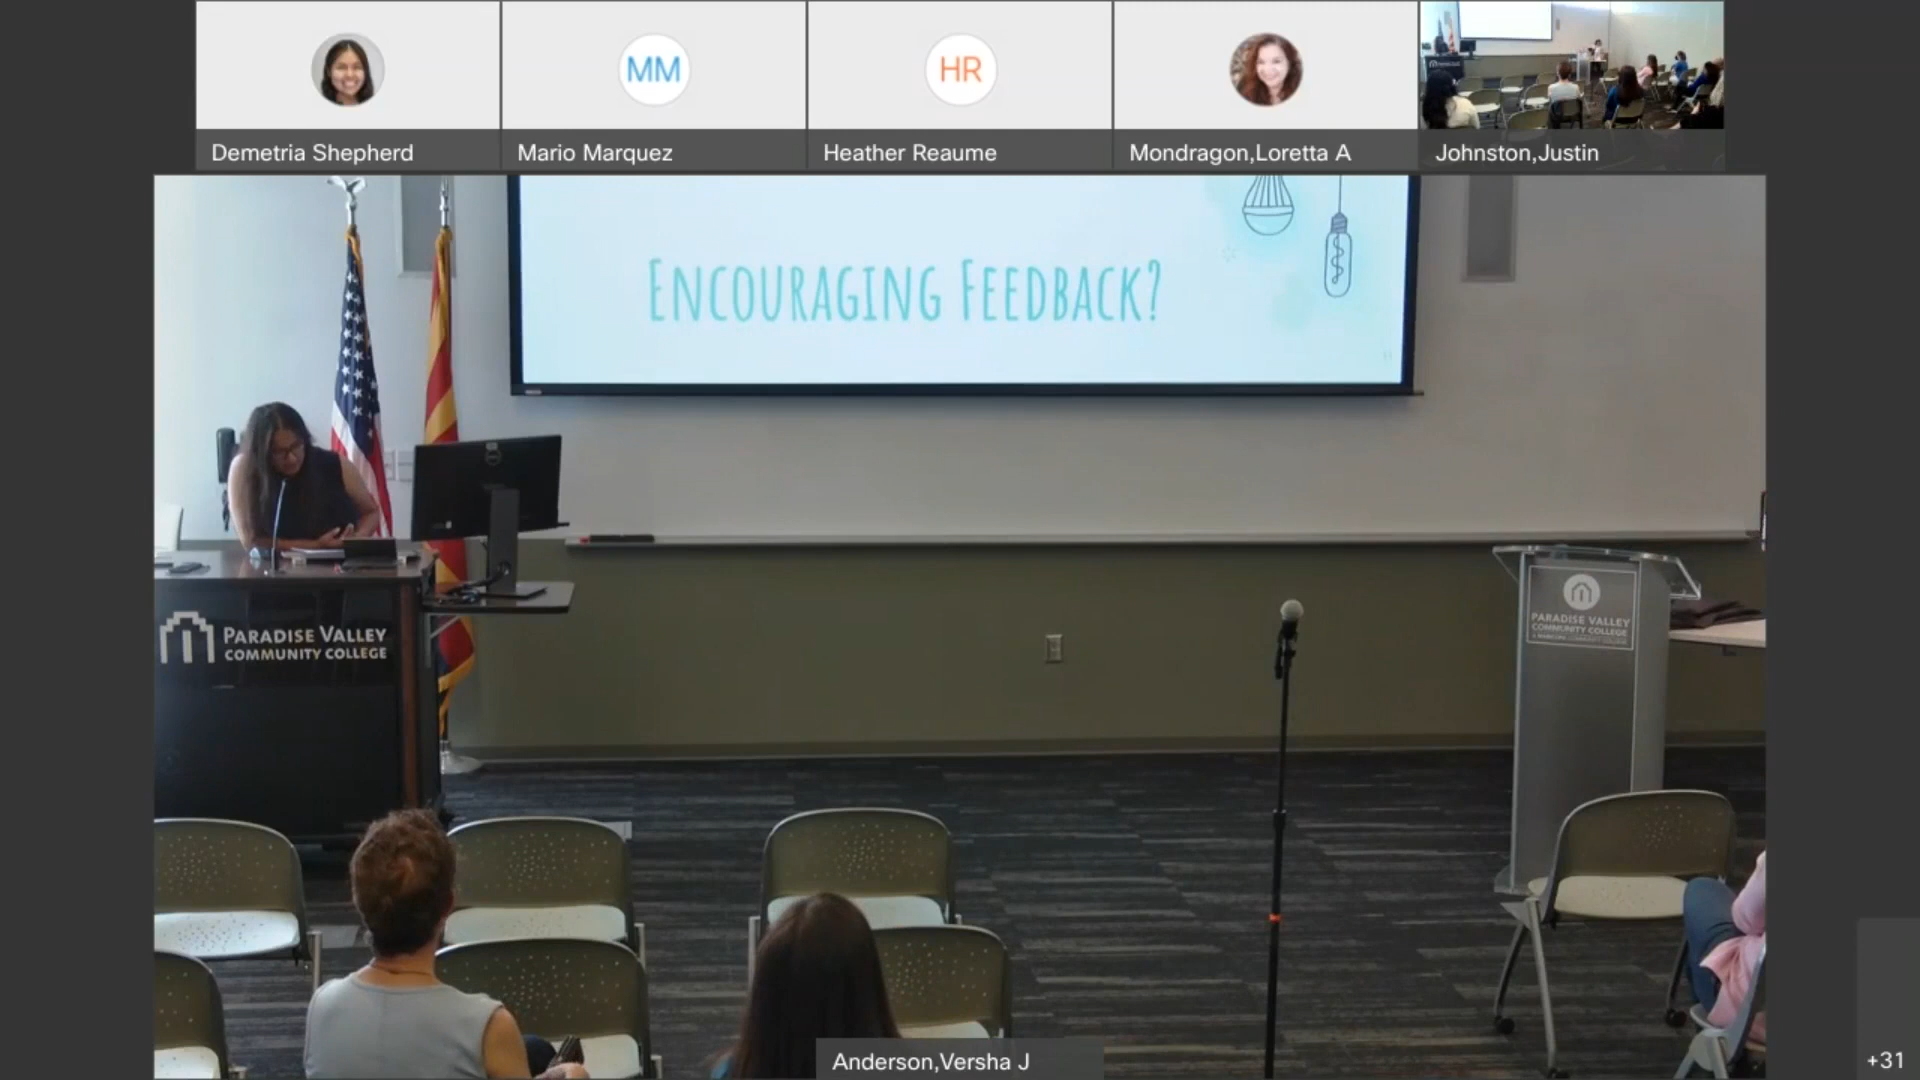 MM
HR
Demetria Shepherd
Mario Marquez
Heather Reaume
Mondragon,Loretta A
Johnston,Justin
ENCOURAGING FEEDBACK?
PARADISE VALLEY
COMMUNITY COLLEGE
PARADISE VALLEY
COMMUNITY COLLEGE
Anderson,Versha J
+31